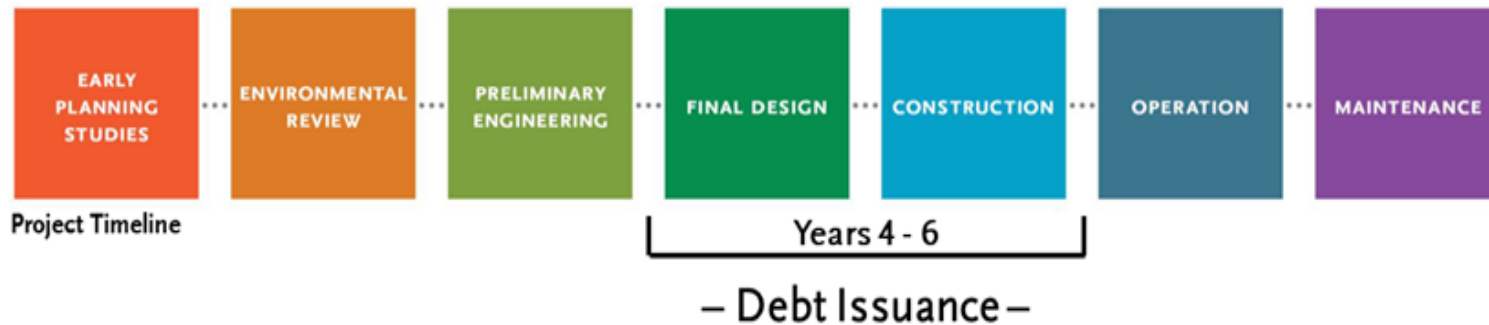 EARLY
PLANNING
STUDIES
ENVIRONMENTAL
REVIEW
PRELIMINARY
ENGINEERING
FINAL DESIGN
CONSTRUCTION
OPERATION
MAINTENANCE
Project Timeline
Years 4 - 6
– Debt Issuance –